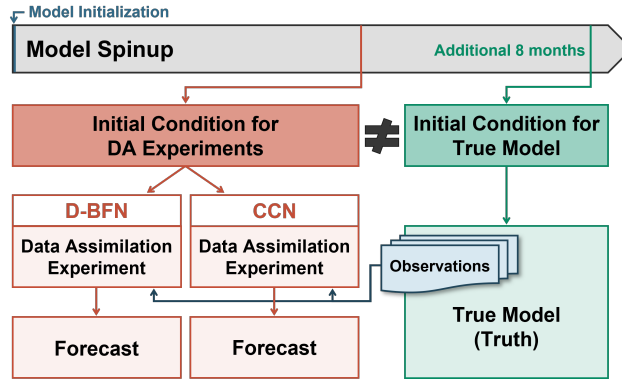 Model Initialization
Model Spinup
Additional 8 months
Initial Condition for
DA Experiments
≠
Initial Condition for
True Model
D-BFN
Data Assimilation
Experiment
CCN
Data Assimilation
Experiment
Observations
True Model
(Truth)
Forecast
Forecast